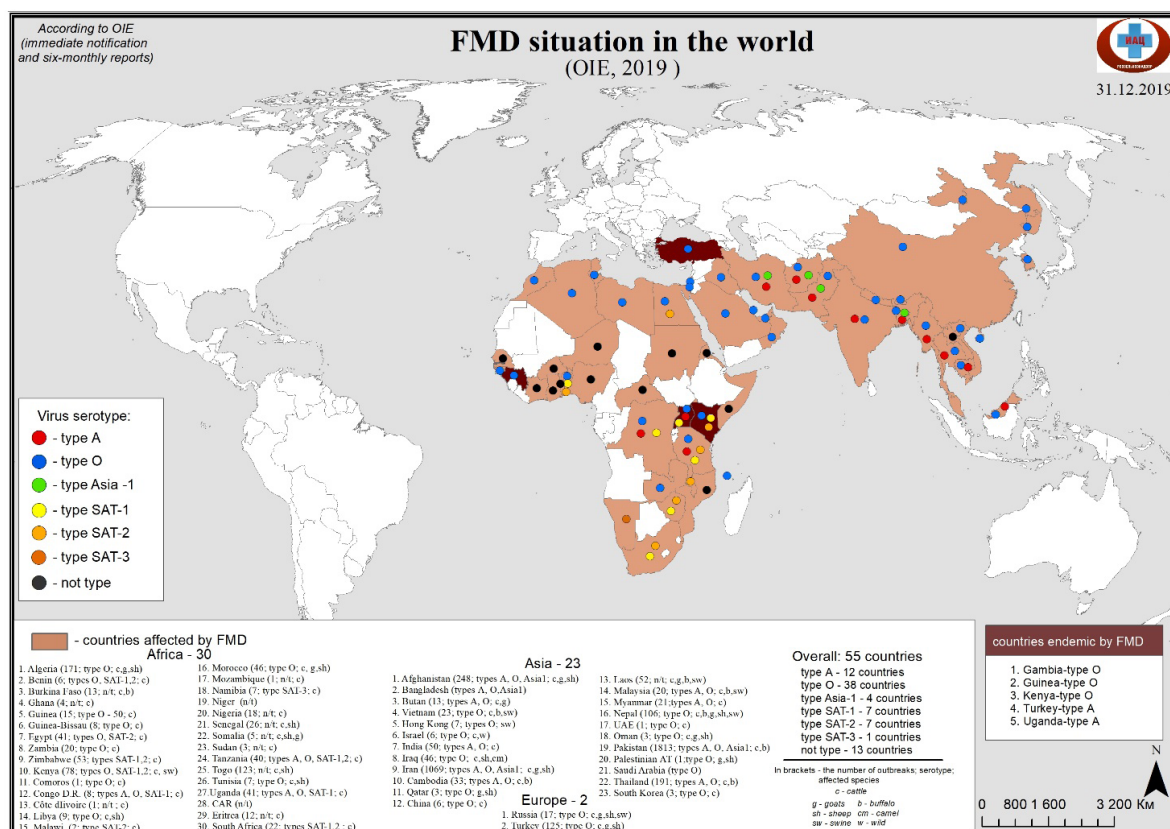 According to OIE
(immediate notification
and six-monthly reports)
FMD situation in the world
(OIE, 2019 )
ИАЦ
31.12.2019
Virus serotype:
- type A
- type O
- type Asia -1
- type SAT-1
- type SAT-2
- type SAT-3
- not type
- countries affected by FMD
Africa - 30
1. Algeria (171; type O; c,g,sh)
2. Benin (6; types O, SAT-1,2; c)
3. Burkina Faso (13; n/t; c,b)
4. Ghana (4; n/t; c)
5. Guinea (15; type O - 50; c)
6. Guinea-Bissau (8; type O; c)
7. Egypt (41; types O, SAT-2; c)
8. Zambia (20; type O; c)
9. Zimbabwe (53; types SAT-1,2; c)
10. Kenya (78; types O, SAT-1,2; c, sw)
11. Comoros (1; type O; c)
12. Congo D.R. (8; types A, O, SAT-1; c)
13. Côte dIivoire (1; n/t ; c)
14. Libya (9; type O; c,sh)
15. Malawi (2; type SAT-2; c)
16. Morocco (46; type O; c, g,sh)
17. Mozambique (1; n/t; c)
18. Namibia (7; type SAT-3; c)
19. Niger (n/t)
20. Nigeria (18; n/t; c)
21. Senegal (26; n/t; c,sh)
22. Somalia (5; n/t; c,sh,g)
23. Sudan (3; n/t; c)
24. Tanzania (40; types A, O, SAT-1,2; c)
25. Togo (123; n/t; c,sh)
26. Tunisia (7; type O; c,sh)
27.Uganda (41; types A, O, SAT-1; c)
28. CAR (n/t)
29. Eritrea (12; n/t; c)
30. South Africa (22; types SAT-1,2 ; c)
Asia - 23
1. Afghanistan (248; types A, O, Asia1; c,g,sh)
2. Bangladesh (types A, O,Asia1)
3. Butan (13; types A, O; c,g)
4. Vietnam (23; type O; c,b,sw)
5. Hong Kong (7; types O; sw)
6. Israel (6; type O; c,w)
7. India (50; types A, O; c)
8. Iraq (46; type O; c,sh,cm)
9. Iran (1069; types A, O, Asia1; c,g,sh)
10. Cambodia (33; types A, O; c,b)
11. Qatar (3; type O; g,sh)
12. China (6; type O; c)
13. Laos (52; n/t; c,g,b,sw)
14. Malaysia (20; types A, O; c,b,sw)
15. Myanmar (21; types A, O; c)
16. Nepal (106; type O; c,b,g,sh,sw)
17. UAE (1; type O; c)
18. Oman (3; type O; c,g,sh)
19. Pakistan (1813; types A, O, Asia1; c,b)
20. Palestinian AT (1;type O; g,sh)
21. Saudi Arabia (type O)
22. Thailand (191; types A, O; c,b)
23. South Korea (3; type O; c)
Europe - 2
1. Russia (17; type O; c,g,sh,sw)
2. Turkey (125; type O; c,g,sh)
Overall: 55 countries
type A - 12 countries
type O - 38 countries
type Asia-1 - 4 countries
type SAT-1 - 7 countries
type SAT-2 - 7 countries
type SAT-3 - 1 countries
not type - 13 countries
In brackets - the number of outbreaks; serotype;
affected species
c - cattle
g - goats b - buffalo
sh - sheep cm - camel
sw - swine w - wild
countries endemic by FMD
1. Gambia-type O
2. Guinea-type O
3. Kenya-type O
4. Turkey-type A
5. Uganda-type A
N
0 800 1 600 3 200 Км